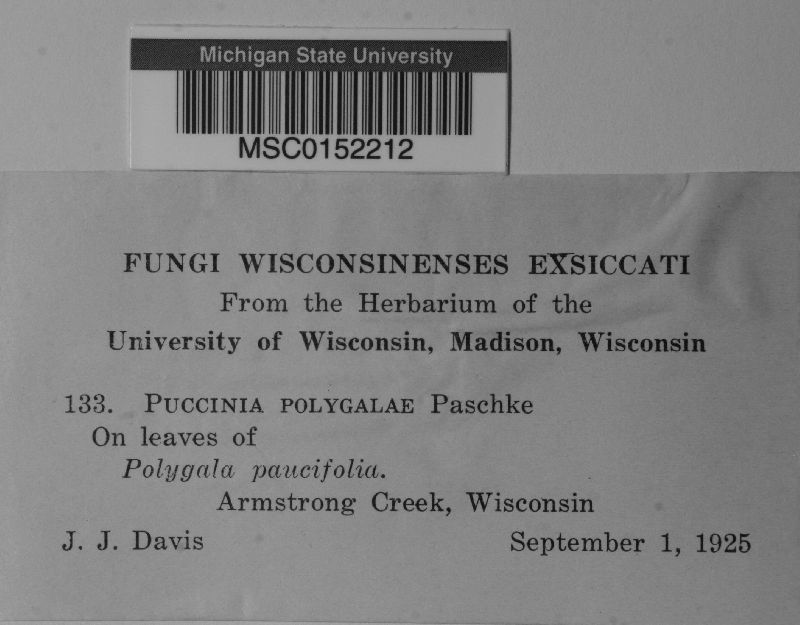 Michigan State University
MSC0152212
FUNGI WISCONSINENSES EXSICCATI
From the Herbarium of the
University of Wisconsin, Madison, Wisconsin
133. PUCCINIA POLYGALAE Paschke
On leaves of
Polygala paucifolia.
Armstrong Creek, Wisconsin
J. J. Davis September 1, 1925